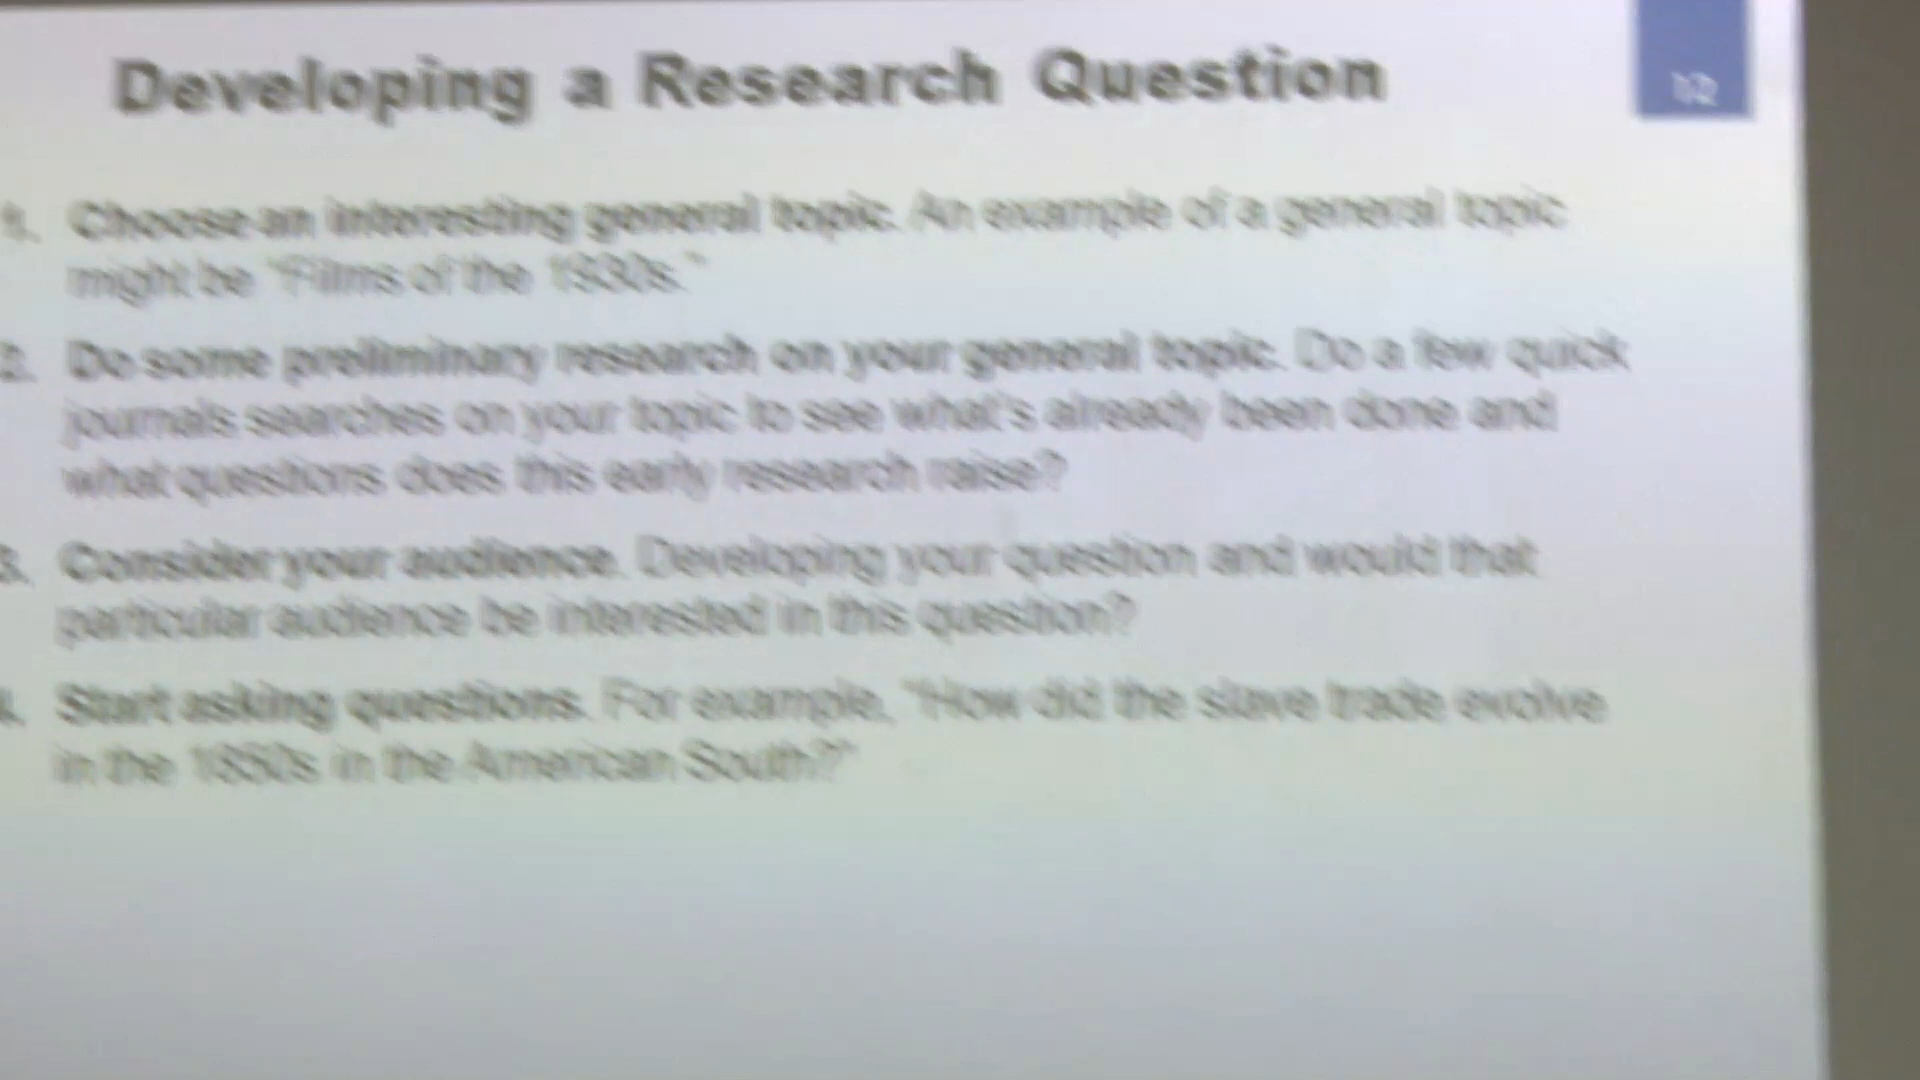 Developing a Research Question
12
1. Choose an interesting general topic. An example of a general topic
might be "Films of the 1930s."
2. Do some preliminary research on your general topic. Do a few quick
journals searches on your topic to see what's already been done and
what questions does this early research raise?
3. Consider your audience. Developing your question and would that
particular audience be interested in this question?
4. Start asking questions. For example, "How did the slave trade evolve
in the 1850s in the American South?"